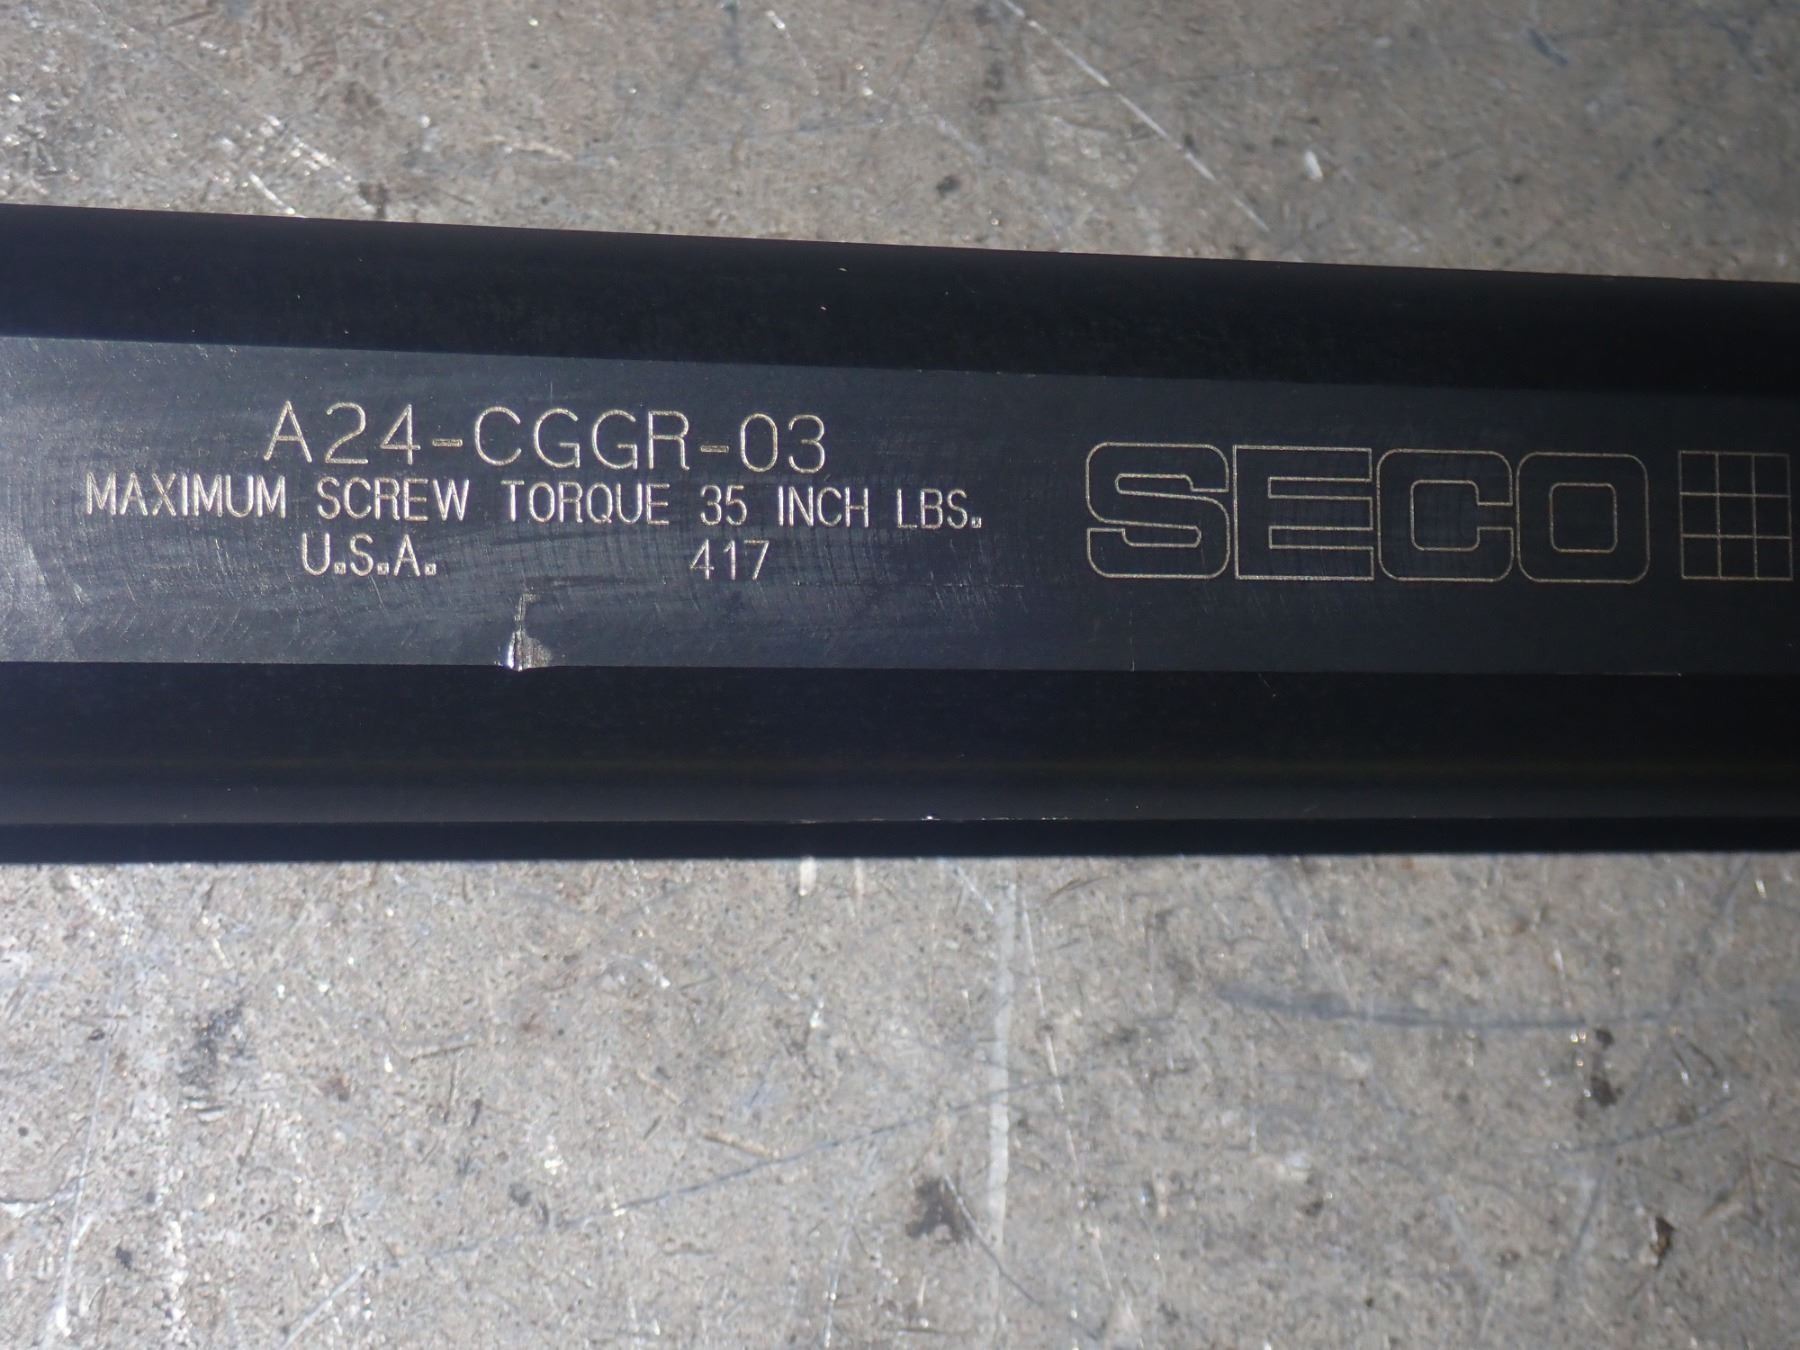 A24-CGGR-03
MAXIMUM SCREW TORQUE 35 INCH LBS.
U.S.A. 417
SECO